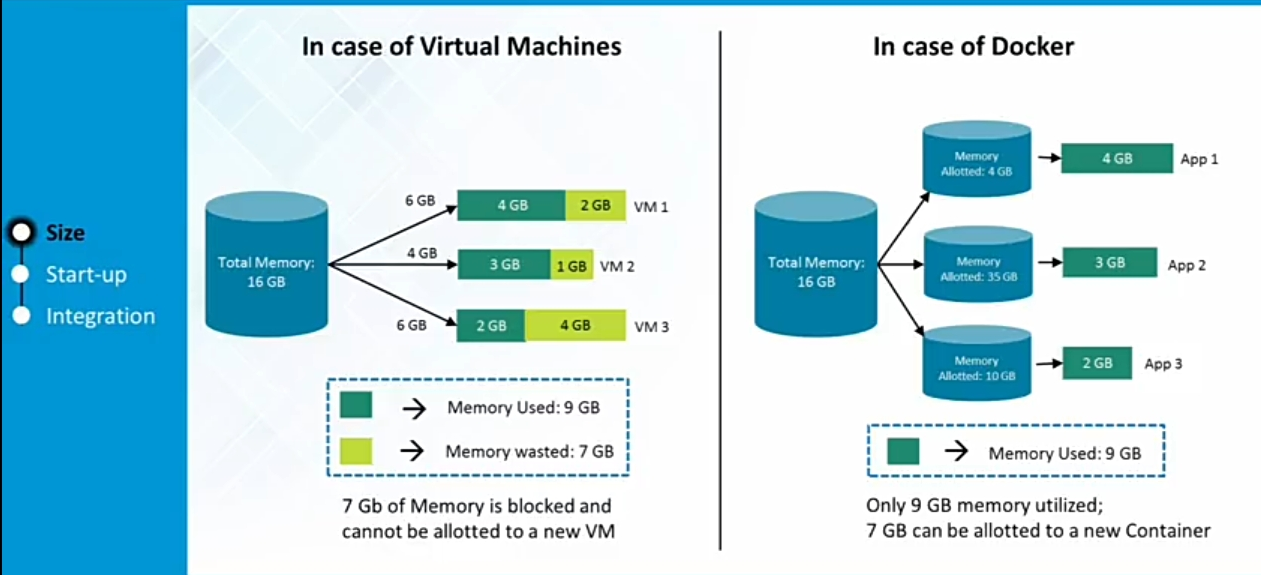 Size
Start-up
Integration
In case of Virtual Machines
Total Memory:
16 GB
6 GB
4 GB
2 GB
VM 1
4 GB
3 GB
1 GB
VM 2
6 GB
2 GB
4 GB
VM 3
→ Memory Used: 9 GB
→ Memory wasted: 7 GB
7 Gb of Memory is blocked and
cannot be allotted to a new VM
In case of Docker
Total Memory:
16 GB
Memory
Allotted: 4 GB
4 GB
App 1
Memory
Allotted: 35 GB
3 GB
App 2
Memory
Allotted: 10 GB
2 GB
App 3
→ Memory Used: 9 GB
Only 9 GB memory utilized;
7 GB can be allotted to a new Container